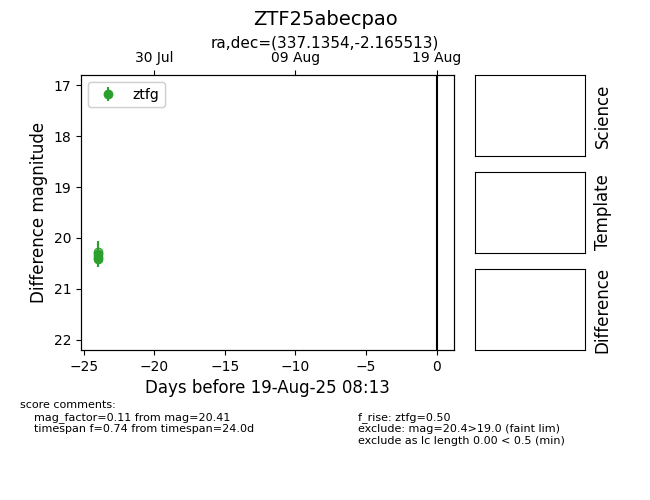 ZTF25abecpao
ra,dec=(337.1354,-2.165513)
30 Jul 09 Aug 19 Aug
ztfg
17
18
19
20
21
22
Difference magnitude
−25 −20 −15 −10 −5 0
Days before 19-Aug-25 08:13
Science
Template
Difference
score comments:
mag_factor=0.11 from mag=20.41
timespan f=0.74 from timespan=24.0d
f_rise: ztfg=0.50
exclude: mag=20.4>19.0 (faint lim)
exclude as lc length 0.00 < 0.5 (min)